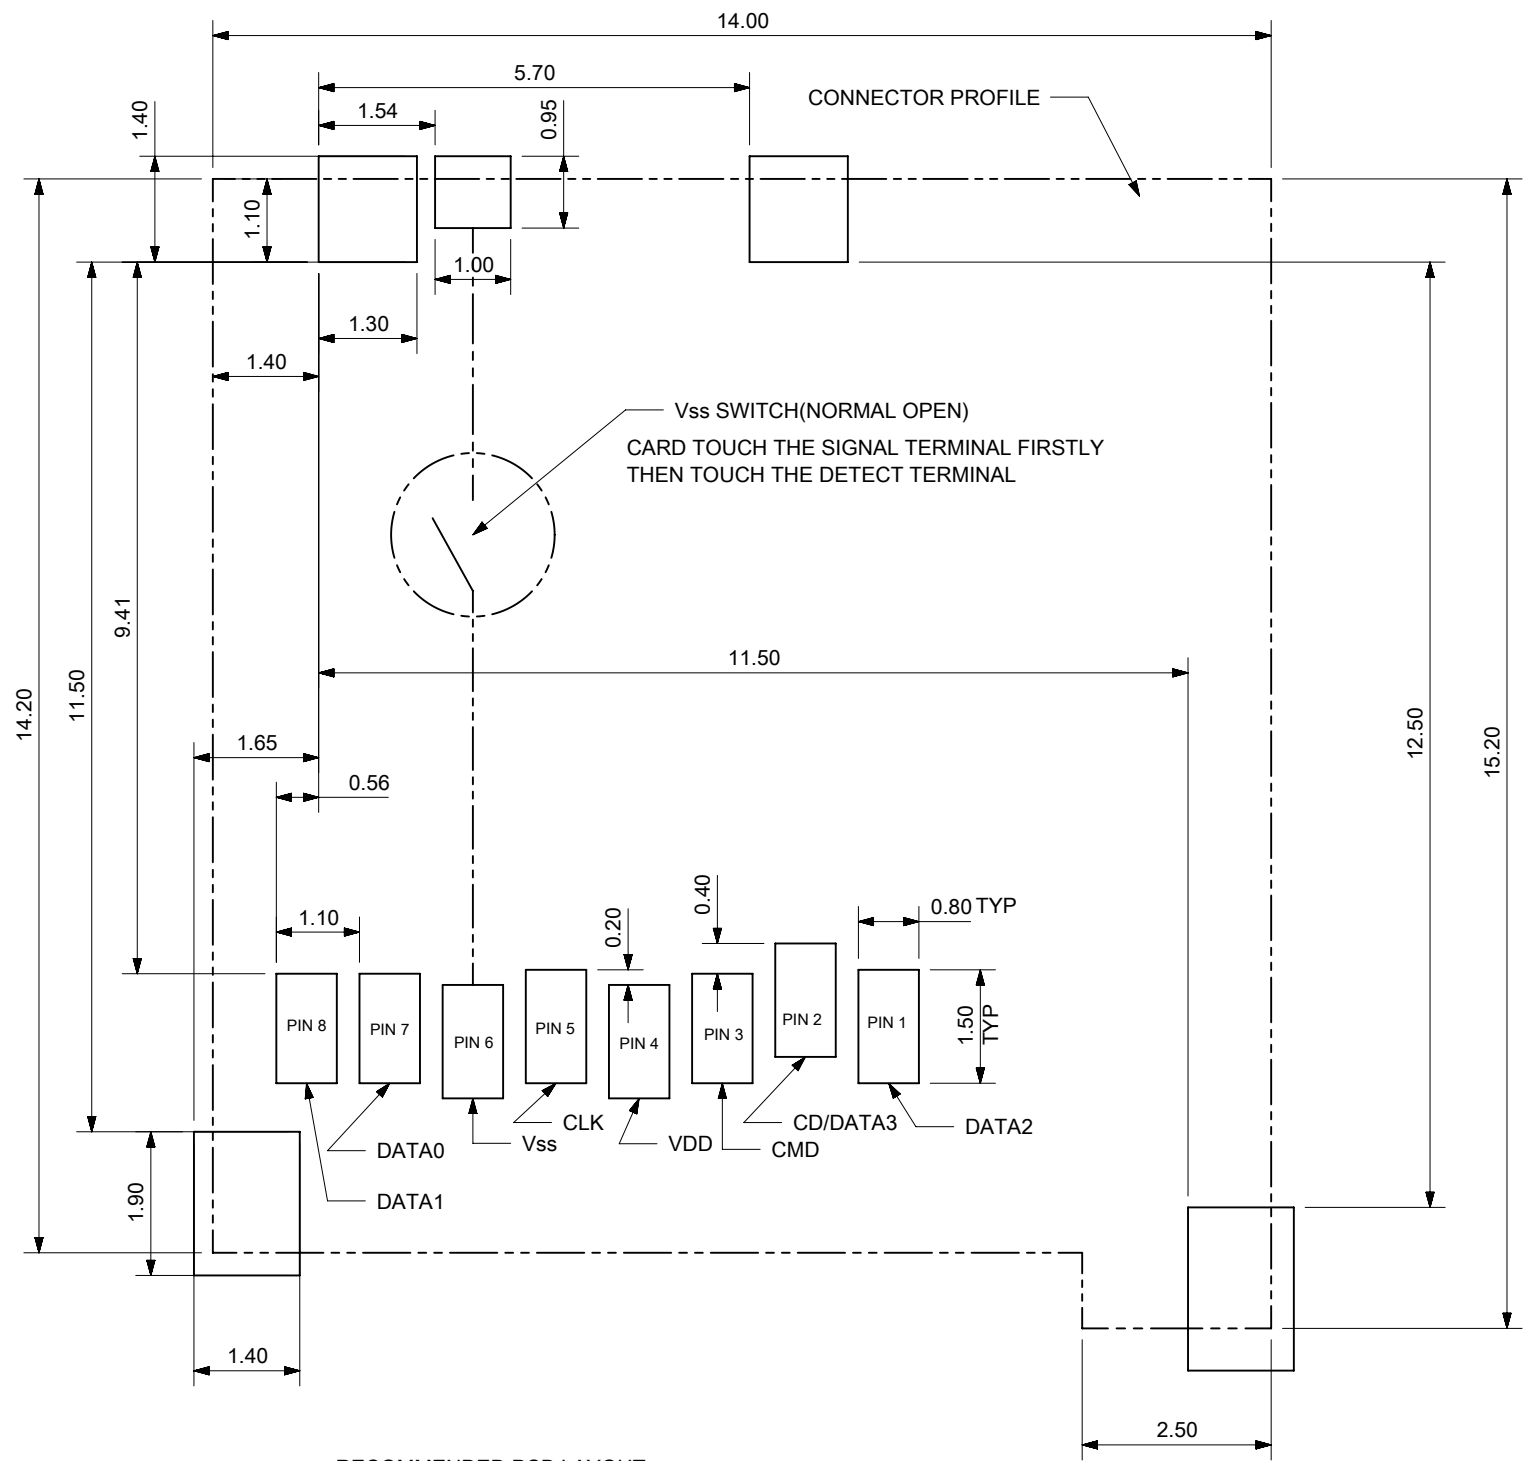 14.00
5.70
CONNECTOR PROFILE
1.54
1.40
0.95
1.10
1.00
1.30
1.40
Vss SWITCH(NORMAL OPEN)
CARD TOUCH THE SIGNAL TERMINAL FIRSTLY
THEN TOUCH THE DETECT TERMINAL
9.41
11.50
14.20
11.50
12.50
15.20
1.65
0.56
0.40
0.20
1.10
0.80 TYP
1.50
TYP
PIN 8
PIN 7
PIN 6
PIN 5
PIN 4
PIN 3
PIN 2
PIN 1
CLK
CD/DATA3
DATA2
Vss
VDD
CMD
DATA0
DATA1
1.90
1.40
2.50
RECOMMENDED PCB LAYOUT